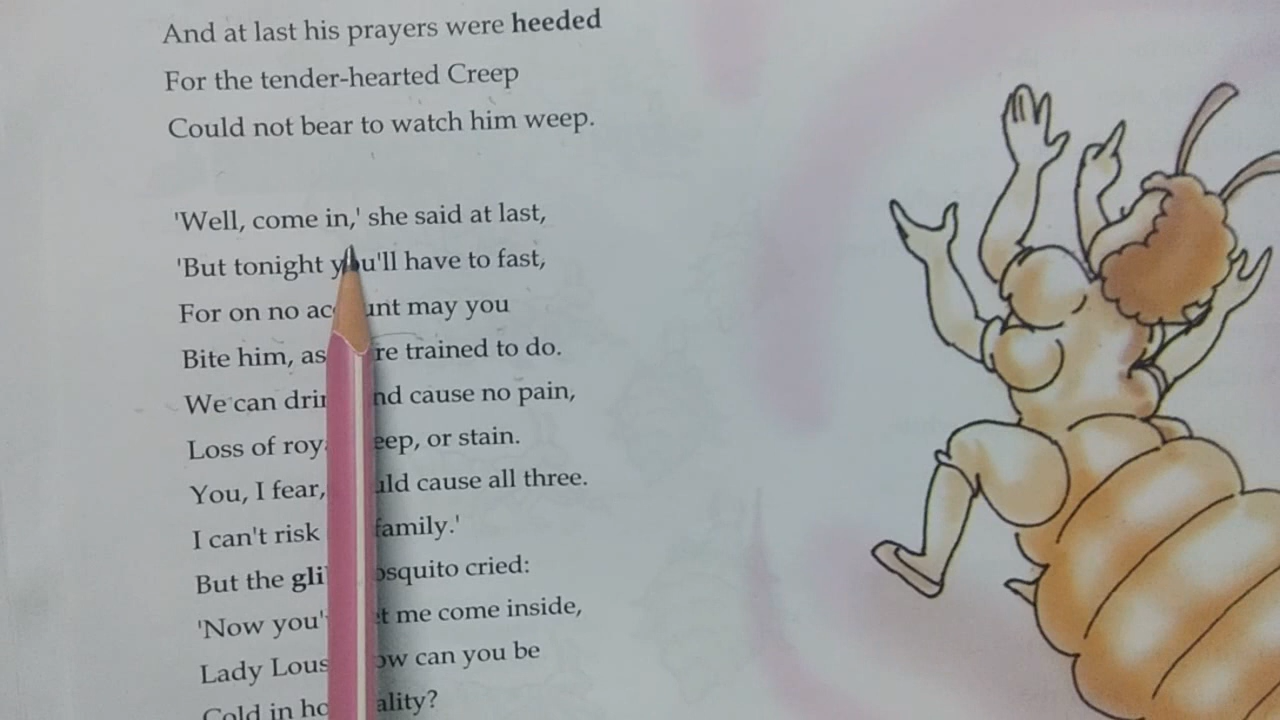 And at last his prayers were heeded
For the tender-hearted Creep
Could not bear to watch him weep.
'Well, come in,' she said at last,
'But tonight you'll have to fast,
For on no account may you
Bite him, as trained to do.
We can drink and cause no pain,
Loss of royal sleep, or stain.
You, I fear, cause all three.
I can't risk family.'
But the glib mosquito cried:
'Now you've let me come inside,
Lady Louse, how can you be
Cold in hospitality?